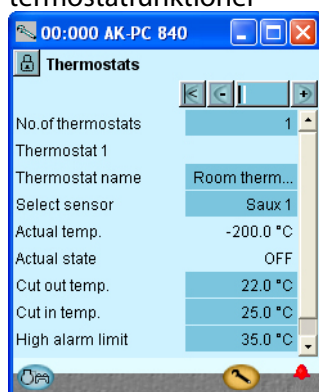 termostatfunktioner
00:000 AK-PC 840
Thermostats
No.of thermostats 1
Thermostat 1
Thermostat name Room therm...
Select sensor Saux 1
Actual temp. -200.0 °C
Actual state OFF
Cut out temp. 22.0 °C
Cut in temp. 25.0 °C
High alarm limit 35.0 °C